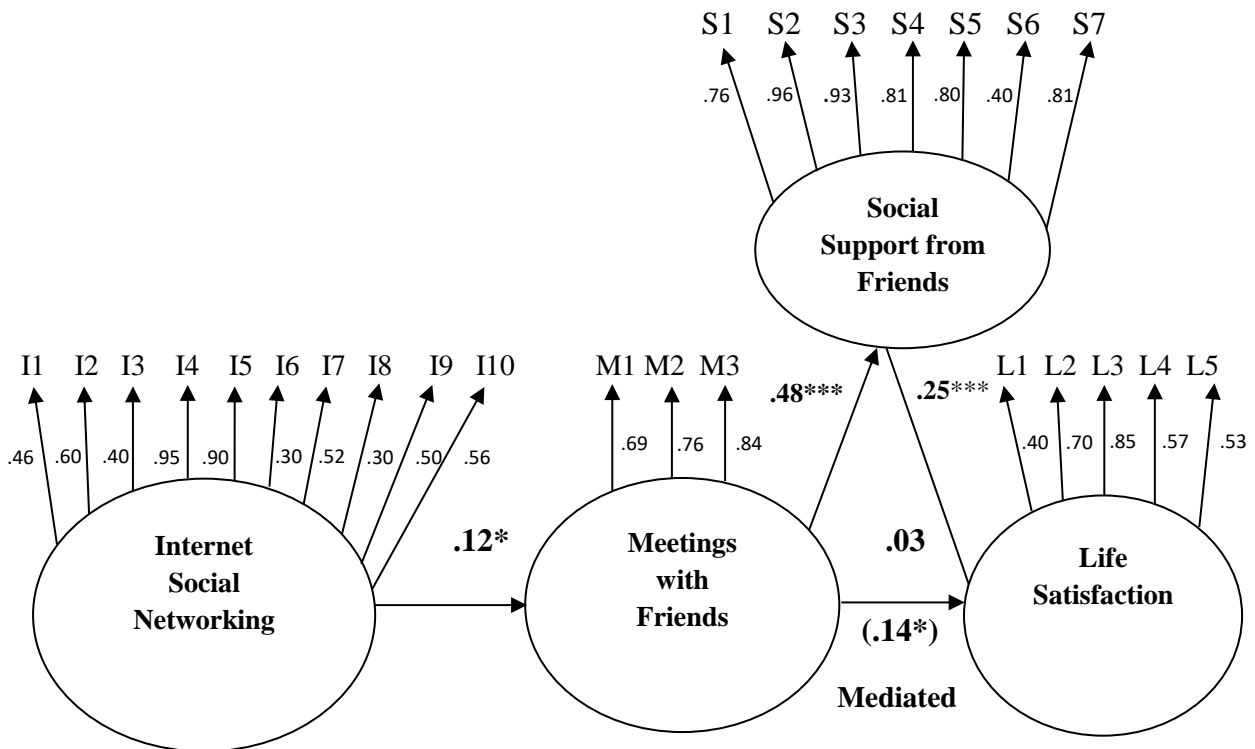 S1 S2 S3 S4 S5 S6 S7
.76 .96 .93 .81 .80 .40 .81
Social
Support from
Friends
I1 I2 I3 I4 I5 I6 I7 I8 I9 I10
M1 M2 M3
.48*** .25***
L1 L2 L3 L4 L5
.46 .60 .40 .95 .90 .30 .52 .30 .50 .56
.69 .76 .84
.40 .70 .85 .57 .53
Internet
Social
Networking
.12*
Meetings
with
Friends
.03
(.14*)
Mediated
Life
Satisfaction